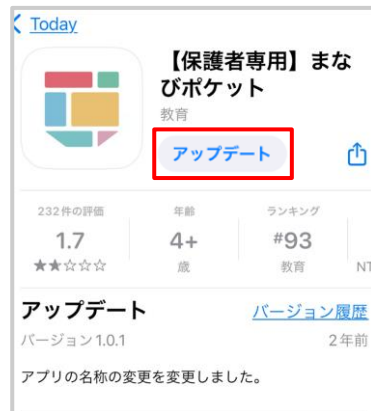 Today
【保護者専用】まな
びポケット
教育
アップデート
232件の評価
年齢
ランキング
1.7
4+
#93
★★☆☆☆
歳
教育
NT
アップデート
バージョン履歴
バージョン 1.0.1
2年前
アプリの名称の変更を変更しました。